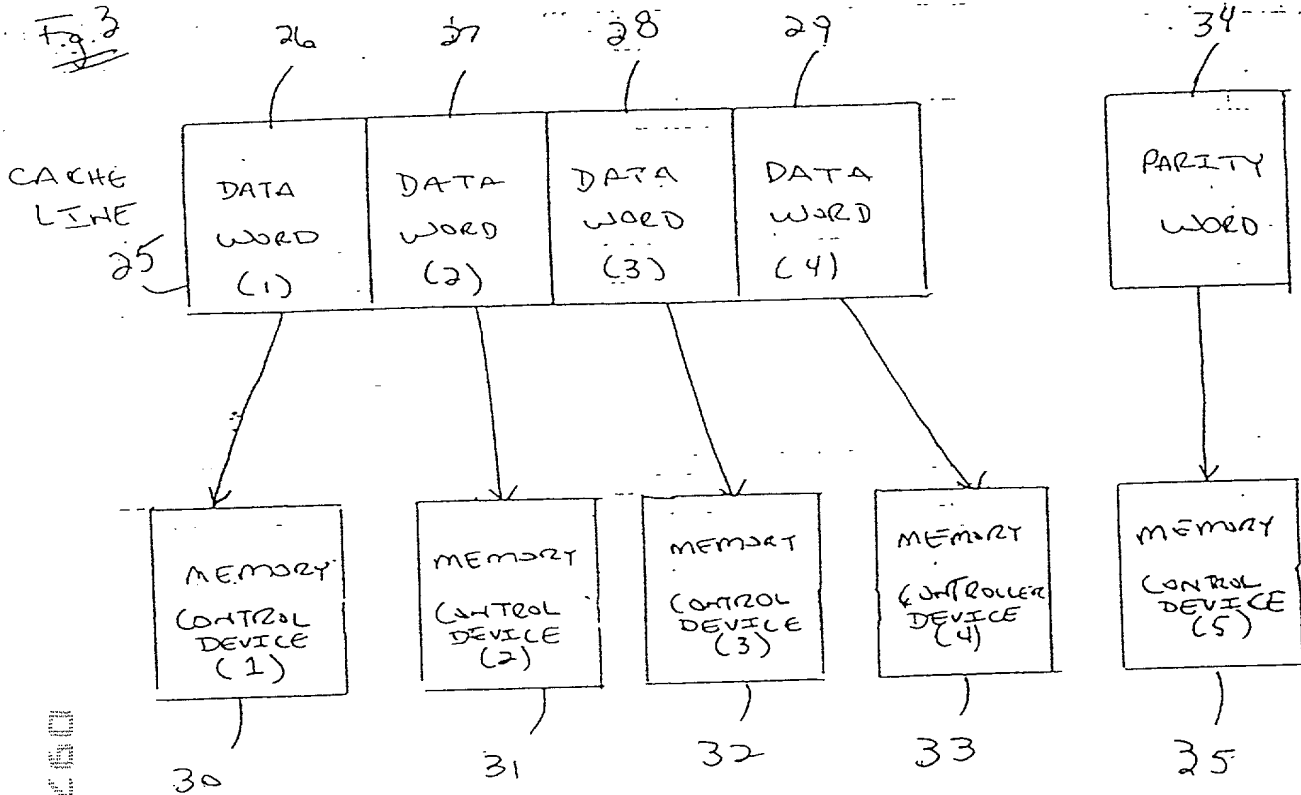 Fig. 3
26
27
28
29
34
CACHE
LINE
25
DATA
WORD
(1)
DATA
WORD
(2)
DATA
WORD
(3)
DATA
WORD
(4)
PARITY
WORD
MEMORY
CONTROL
DEVICE
(1)
MEMORY
CONTROL
DEVICE
(2)
MEMORY
CONTROL
DEVICE
(3)
MEMORY
CONTROLLER
DEVICE
(4)
MEMORY
CONTROL
DEVICE
(5)
30
31
32
33
35